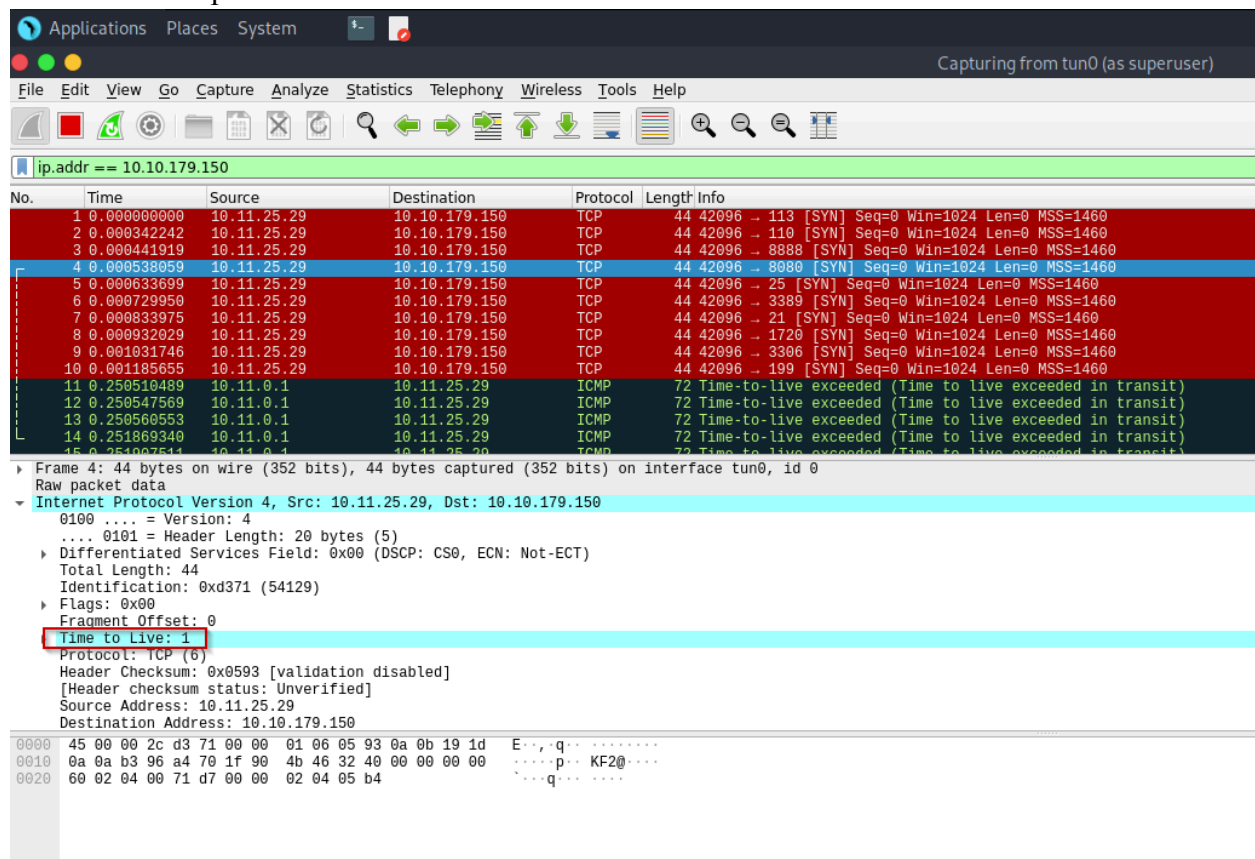 Applications Places System
Capturing from tun0 (as superuser)
File Edit View Go Capture Analyze Statistics Telephony Wireless Tools Help
ip.addr == 10.10.179.150
No. Time Source Destination Protocol Length Info
1 0.000000000 10.11.25.29 10.10.179.150 TCP 44 42096 → 113 [SYN] Seq=0 Win=1024 Len=0 MSS=1460
2 0.000342242 10.11.25.29 10.10.179.150 TCP 44 42096 → 110 [SYN] Seq=0 Win=1024 Len=0 MSS=1460
3 0.000441919 10.11.25.29 10.10.179.150 TCP 44 42096 → 8888 [SYN] Seq=0 Win=1024 Len=0 MSS=1460
4 0.000538059 10.11.25.29 10.10.179.150 TCP 44 42096 → 8080 [SYN] Seq=0 Win=1024 Len=0 MSS=1460
5 0.000633699 10.11.25.29 10.10.179.150 TCP 44 42096 → 25 [SYN] Seq=0 Win=1024 Len=0 MSS=1460
6 0.000729950 10.11.25.29 10.10.179.150 TCP 44 42096 → 3389 [SYN] Seq=0 Win=1024 Len=0 MSS=1460
7 0.000833975 10.11.25.29 10.10.179.150 TCP 44 42096 → 21 [SYN] Seq=0 Win=1024 Len=0 MSS=1460
8 0.000932029 10.11.25.29 10.10.179.150 TCP 44 42096 → 1720 [SYN] Seq=0 Win=1024 Len=0 MSS=1460
9 0.001031746 10.11.25.29 10.10.179.150 TCP 44 42096 → 3306 [SYN] Seq=0 Win=1024 Len=0 MSS=1460
10 0.001185655 10.11.25.29 10.10.179.150 TCP 44 42096 → 199 [SYN] Seq=0 Win=1024 Len=0 MSS=1460
11 0.250510489 10.11.0.1 10.11.25.29 ICMP 72 Time-to-live exceeded (Time to live exceeded in transit)
12 0.250547569 10.11.0.1 10.11.25.29 ICMP 72 Time-to-live exceeded (Time to live exceeded in transit)
13 0.250560553 10.11.0.1 10.11.25.29 ICMP 72 Time-to-live exceeded (Time to live exceeded in transit)
14 0.251869340 10.11.0.1 10.11.25.29 ICMP 72 Time-to-live exceeded (Time to live exceeded in transit)
15 0.251907511 10.11.0.1 10.11.25.29 ICMP 72 Time-to-live exceeded (Time to live exceeded in transit)
Frame 4: 44 bytes on wire (352 bits), 44 bytes captured (352 bits) on interface tun0, id 0
Raw packet data
Internet Protocol Version 4, Src: 10.11.25.29, Dst: 10.10.179.150
0100 .... = Version: 4
.... 0101 = Header Length: 20 bytes (5)
Differentiated Services Field: 0x00 (DSCP: CS0, ECN: Not-ECT)
Total Length: 44
Identification: 0xd371 (54129)
Flags: 0x00
Fragment Offset: 0
Time to Live: 1
Protocol: TCP (6)
Header Checksum: 0x0593 [validation disabled]
[Header checksum status: Unverified]
Source Address: 10.11.25.29
Destination Address: 10.10.179.150
0000 45 00 00 2c d3 71 00 00 01 06 05 93 0a 0b 19 1d E··,·q·· ········
0010 0a 0a b3 96 a4 70 1f 90 4b 46 32 40 00 00 00 00 ·····p·· KF2@····
0020 60 02 04 00 71 d7 00 00 02 04 05 b4 `···q··· ····